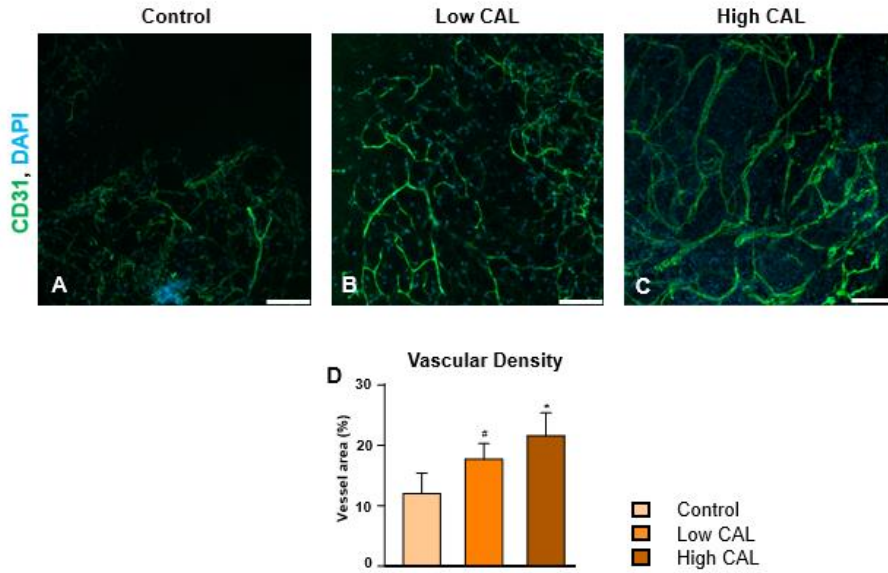 Control
Low CAL
High CAL
CD31, DAPI
A
B
C
D
Vascular Density
Vessel area (%)
30
20
10
0
#
*
Control
Low CAL
High CAL